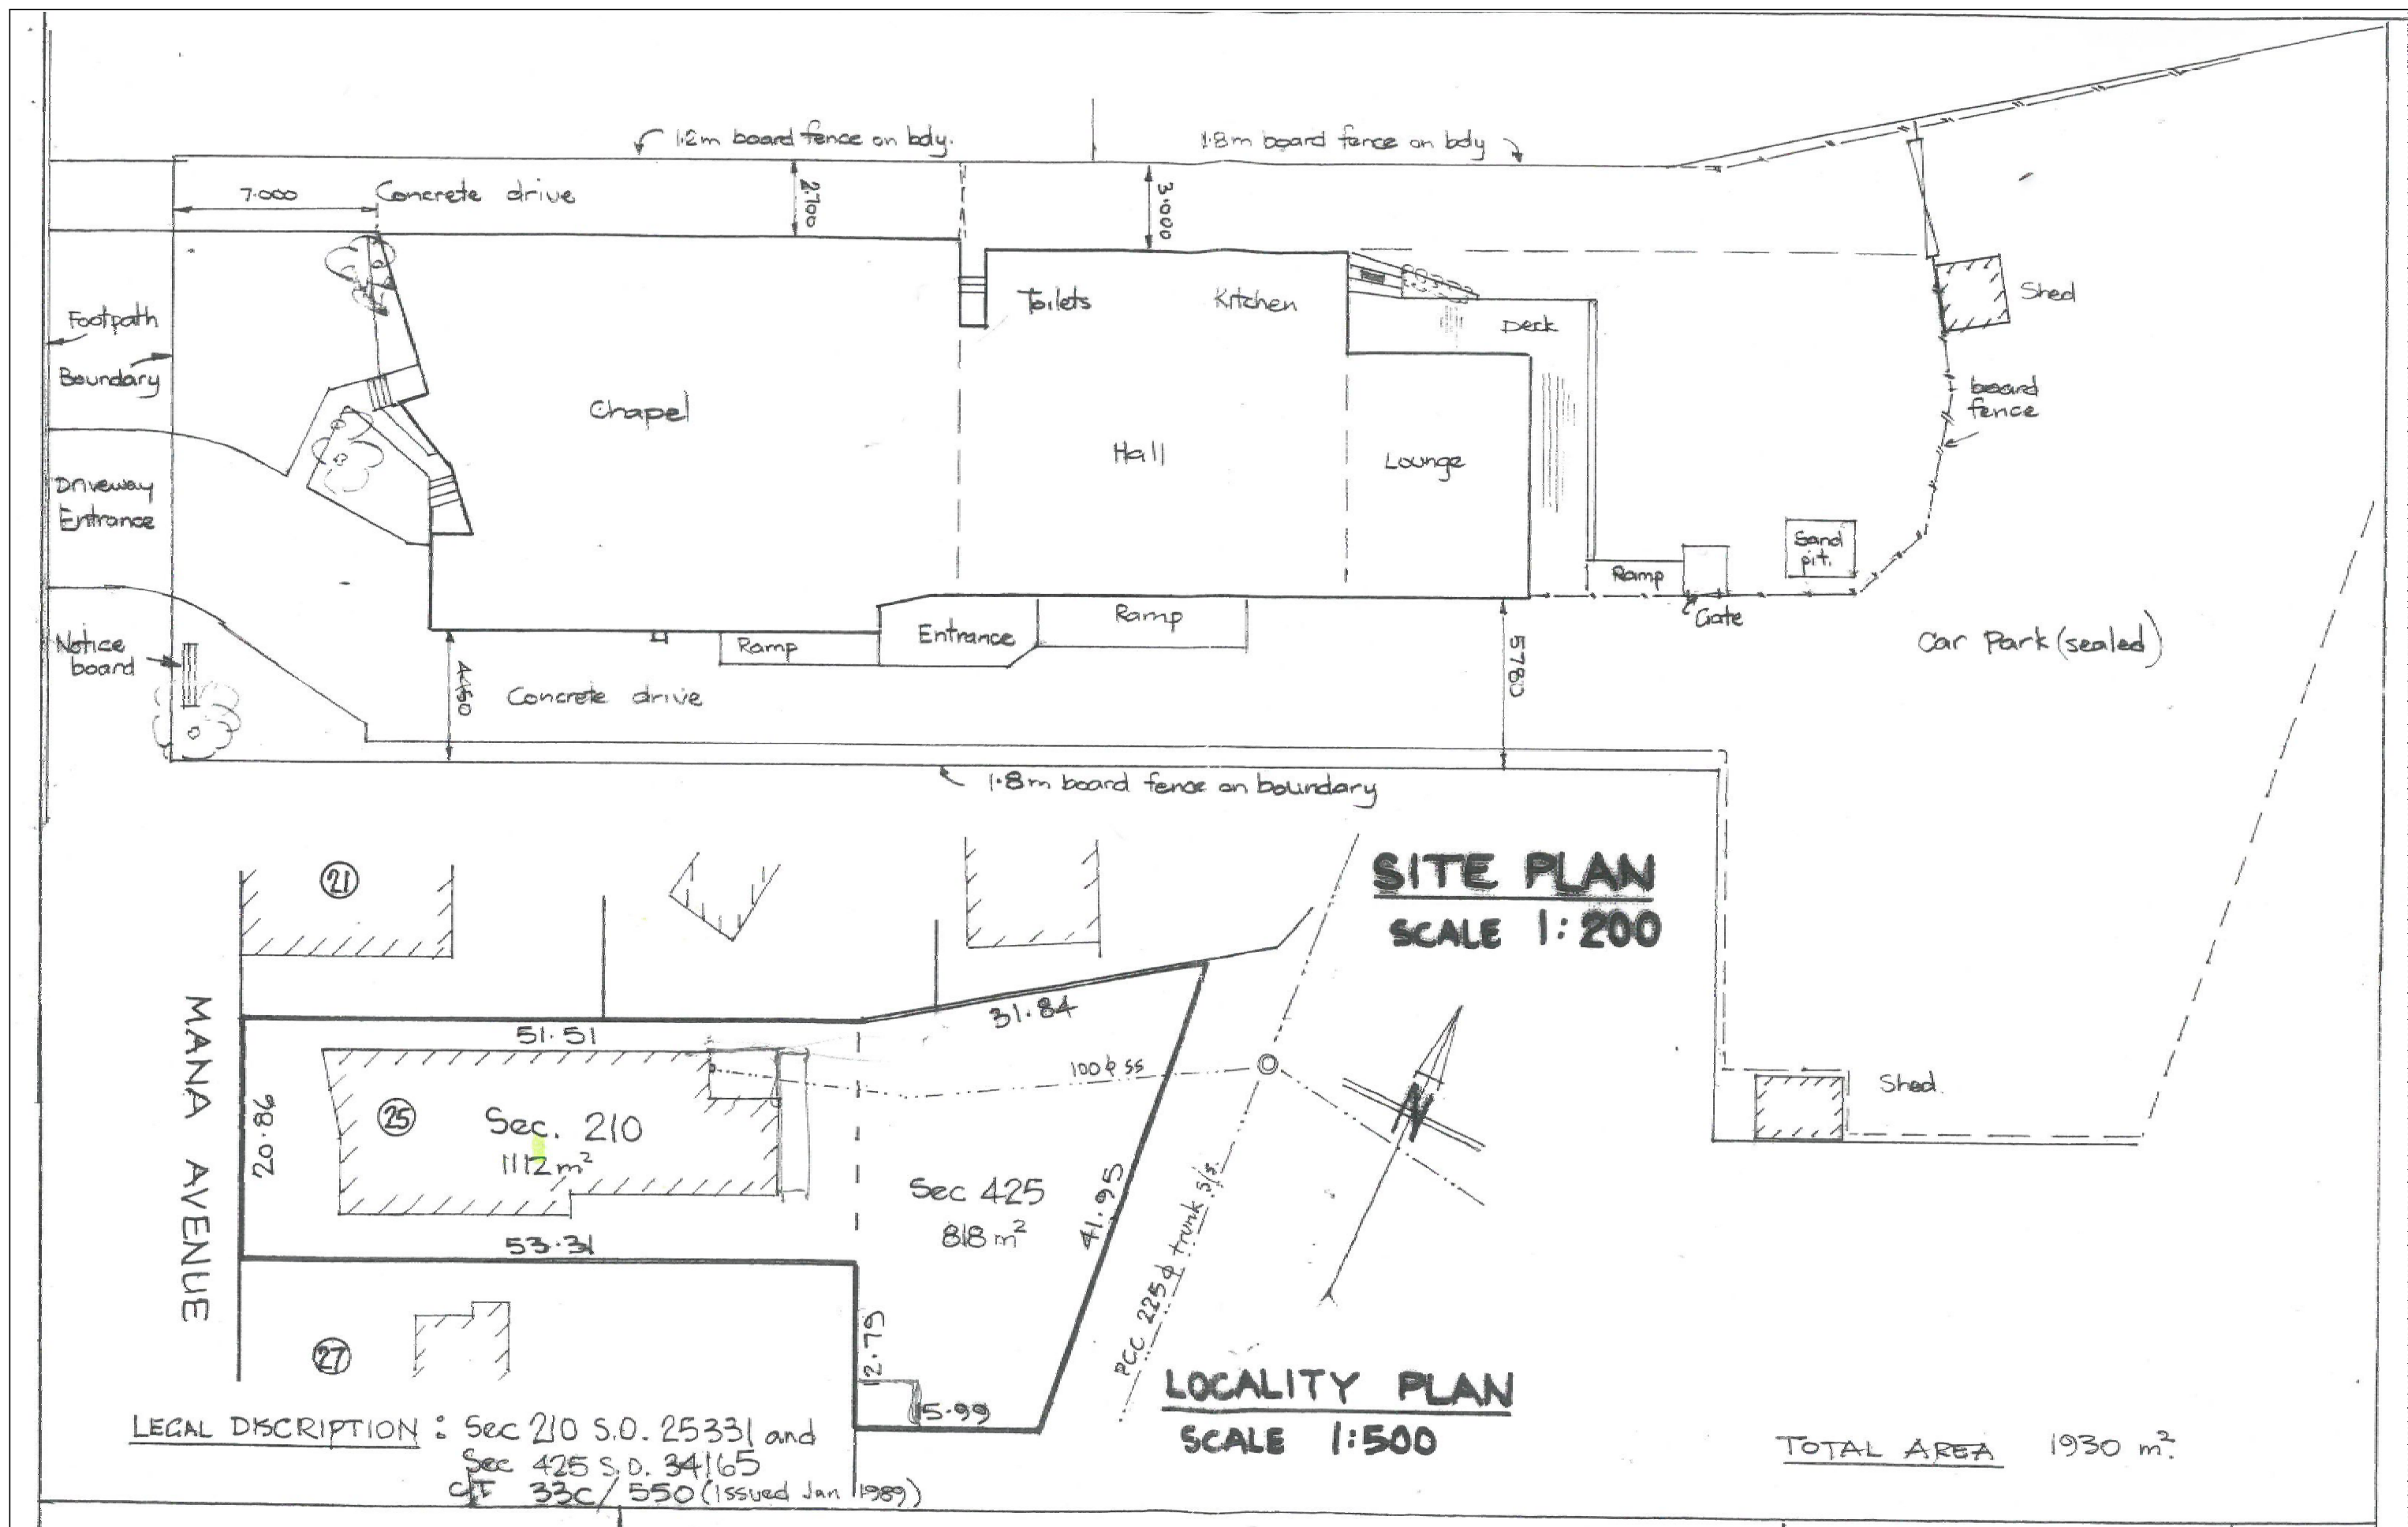 1.2m board fence on bdy.
1.8m board fence on bdy
7.000
Concrete drive
2.700
3.000
Toilets
Kitchen
Deck
Shed
Footpath
Boundary
Chapel
Hall
Lounge
board
fence
Driveway
Entrance
Sand
pit.
Ramp
Gate
Notice
board
Ramp
Entrance
Ramp
4.450
Concrete drive
5780
Car Park (sealed)
1.8m board fence on boundary
SITE PLAN
SCALE 1:200
Shed.
21
MANA AVENUE
51.51
31.84
100 ϕ SS
20.86
25
Sec. 210
1112 m²
Sec 425
818 m²
41.95
PCC 225 ϕ trunk s/s.
N
53.31
27
12.79
15.99
LOCALITY PLAN
SCALE 1:500
LEGAL DISCRIPTION : Sec 210 S.O. 25331 and
Sec 425 S.O. 34165
C/T 33C/550 (Issued Jan 1989)
TOTAL AREA 1930 m².